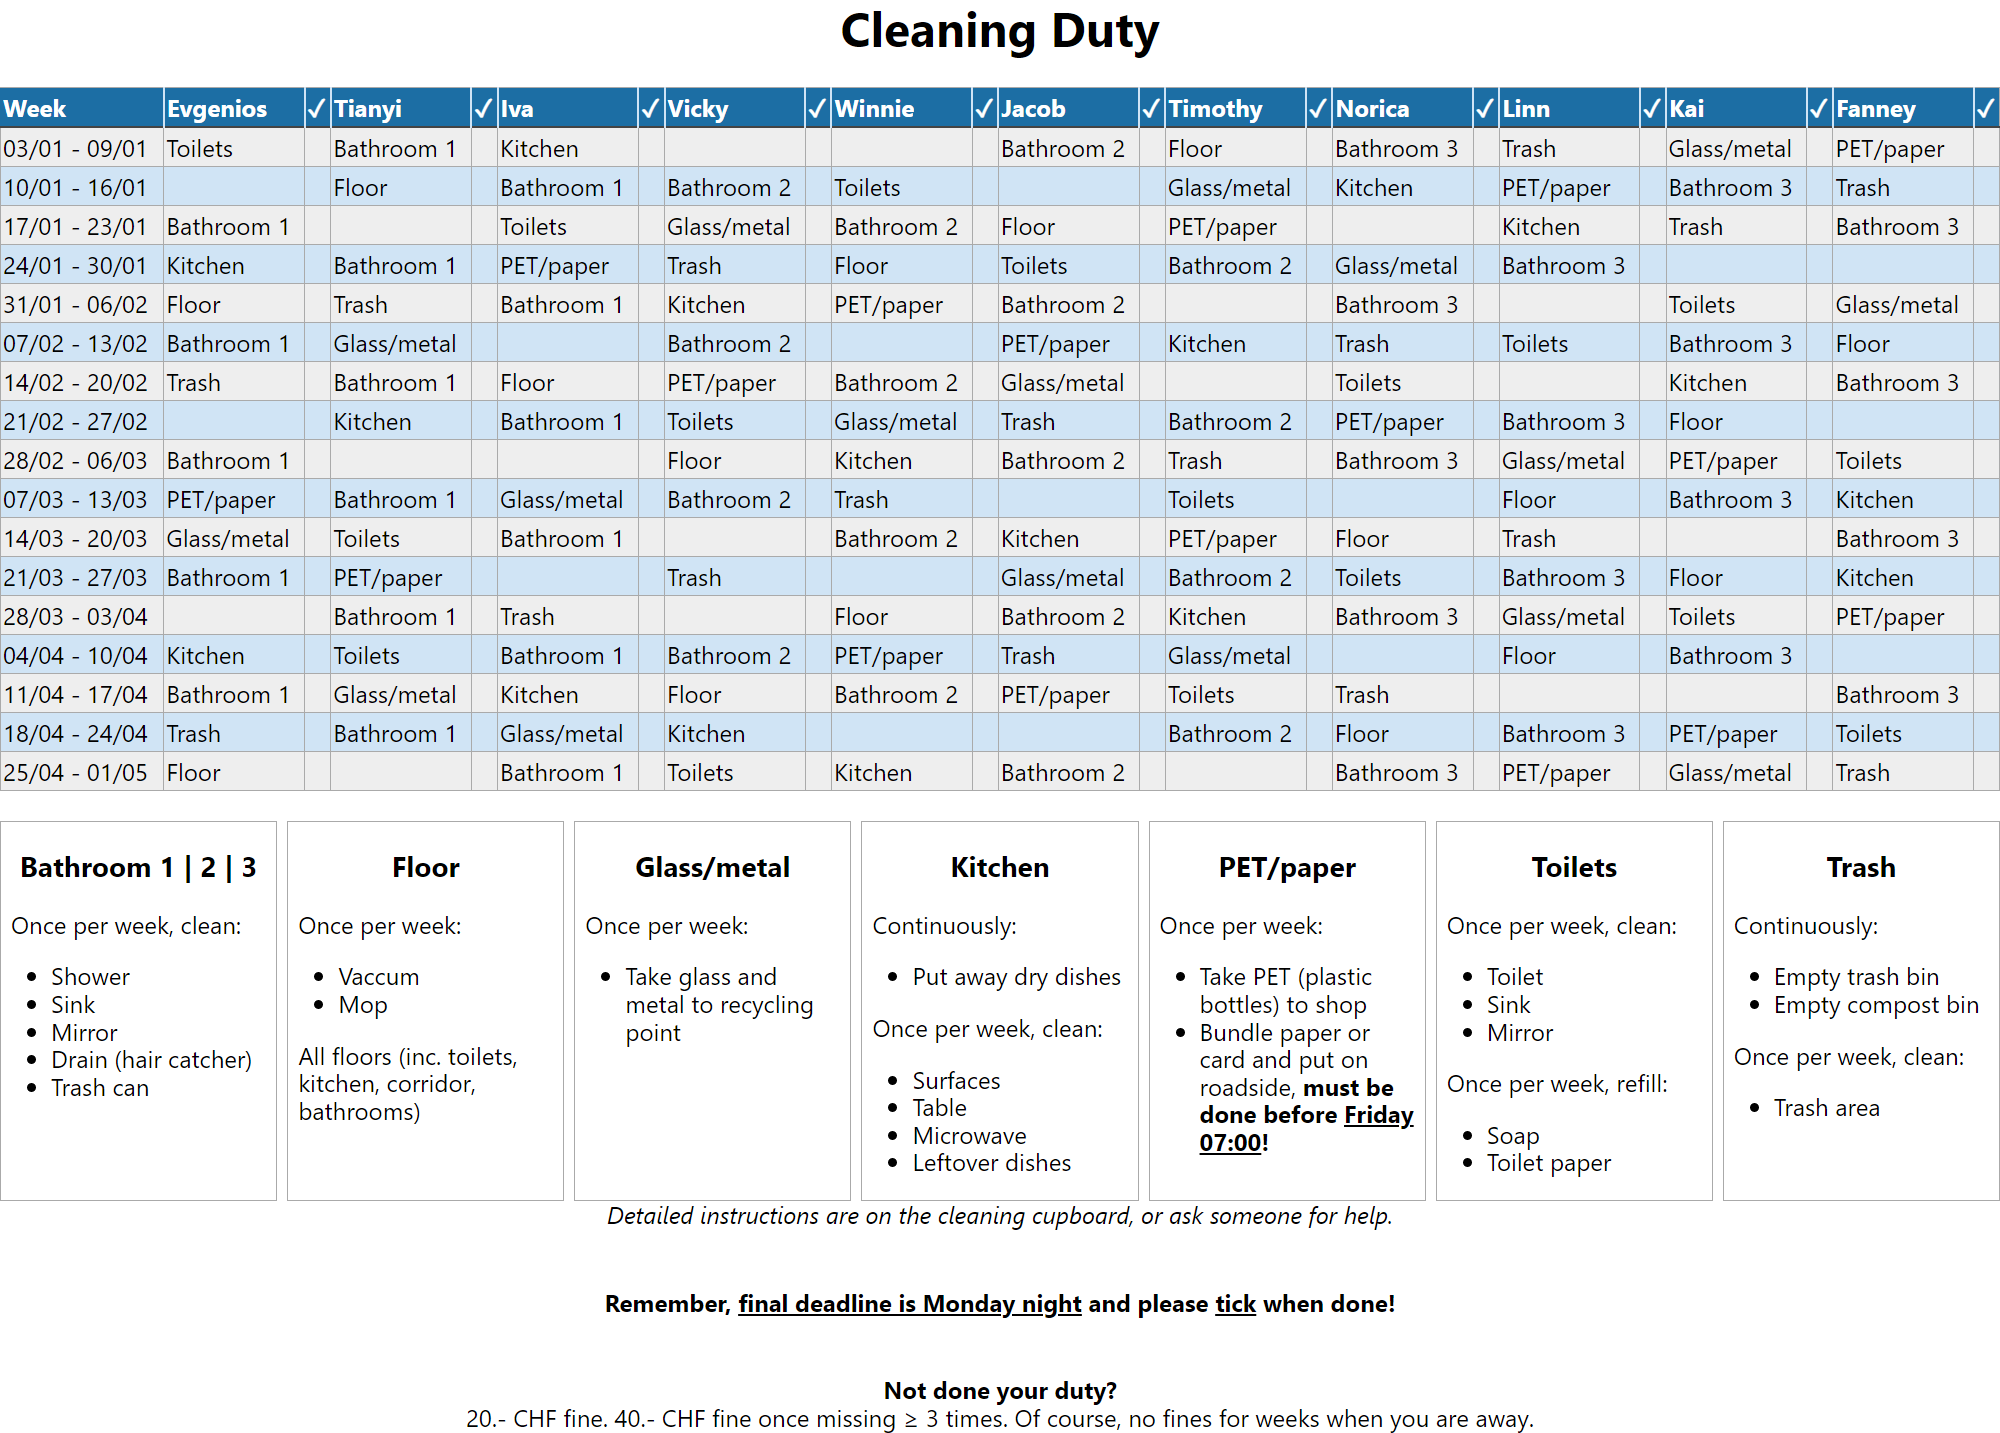 Cleaning Duty
Week Evgenios ✓ Tianyi ✓ Iva ✓ Vicky ✓ Winnie ✓ Jacob ✓ Timothy ✓ Norica ✓ Linn ✓ Kai ✓ Fanney ✓
03/01 - 09/01 Toilets Bathroom 1 Kitchen Bathroom 2 Floor Bathroom 3 Trash Glass/metal PET/paper
10/01 - 16/01 Floor Bathroom 1 Bathroom 2 Toilets Glass/metal Kitchen PET/paper Bathroom 3 Trash
17/01 - 23/01 Bathroom 1 Toilets Glass/metal Bathroom 2 Floor PET/paper Kitchen Trash Bathroom 3
24/01 - 30/01 Kitchen Bathroom 1 PET/paper Trash Floor Toilets Bathroom 2 Glass/metal Bathroom 3
31/01 - 06/02 Floor Trash Bathroom 1 Kitchen PET/paper Bathroom 2 Bathroom 3 Toilets Glass/metal
07/02 - 13/02 Bathroom 1 Glass/metal Bathroom 2 PET/paper Kitchen Trash Toilets Bathroom 3 Floor
14/02 - 20/02 Trash Bathroom 1 Floor PET/paper Bathroom 2 Glass/metal Toilets Kitchen Bathroom 3
21/02 - 27/02 Kitchen Bathroom 1 Toilets Glass/metal Trash Bathroom 2 PET/paper Bathroom 3 Floor
28/02 - 06/03 Bathroom 1 Floor Kitchen Bathroom 2 Trash Bathroom 3 Glass/metal PET/paper Toilets
07/03 - 13/03 PET/paper Bathroom 1 Glass/metal Bathroom 2 Trash Toilets Floor Bathroom 3 Kitchen
14/03 - 20/03 Glass/metal Toilets Bathroom 1 Bathroom 2 Kitchen PET/paper Floor Trash Bathroom 3
21/03 - 27/03 Bathroom 1 PET/paper Trash Glass/metal Bathroom 2 Toilets Bathroom 3 Floor Kitchen
28/03 - 03/04 Bathroom 1 Trash Floor Bathroom 2 Kitchen Bathroom 3 Glass/metal Toilets PET/paper
04/04 - 10/04 Kitchen Toilets Bathroom 1 Bathroom 2 PET/paper Trash Glass/metal Floor Bathroom 3
11/04 - 17/04 Bathroom 1 Glass/metal Kitchen Floor Bathroom 2 PET/paper Toilets Trash Bathroom 3
18/04 - 24/04 Trash Bathroom 1 Glass/metal Kitchen Bathroom 2 Floor Bathroom 3 PET/paper Toilets
25/04 - 01/05 Floor Bathroom 1 Toilets Kitchen Bathroom 2 Bathroom 3 PET/paper Glass/metal Trash
Bathroom 1 | 2 | 3
Once per week, clean:
• Shower
• Sink
• Mirror
• Drain (hair catcher)
• Trash can
Floor
Once per week:
• Vaccum
• Mop
All floors (inc. toilets,
kitchen, corridor,
bathrooms)
Glass/metal
Once per week:
• Take glass and
metal to recycling
point
Kitchen
Continuously:
• Put away dry dishes
Once per week, clean:
• Surfaces
• Table
• Microwave
• Leftover dishes
PET/paper
Once per week:
• Take PET (plastic
bottles) to shop
• Bundle paper or
card and put on
roadside, must be
done before Friday
07:00!
Toilets
Once per week, clean:
• Toilet
• Sink
• Mirror
Once per week, refill:
• Soap
• Toilet paper
Trash
Continuously:
• Empty trash bin
• Empty compost bin
Once per week, clean:
• Trash area
Detailed instructions are on the cleaning cupboard, or ask someone for help.
Remember, final deadline is Monday night and please tick when done!
Not done your duty?
20.- CHF fine. 40.- CHF fine once missing ≥ 3 times. Of course, no fines for weeks when you are away.